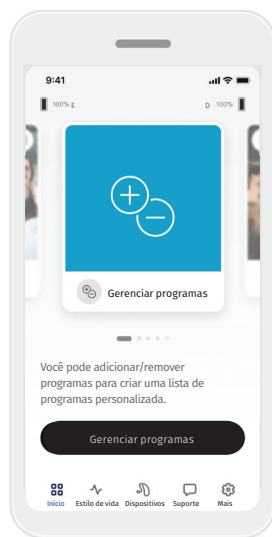 9:41
100% E
D 100%
Gerenciar programas
Você pode adicionar/remover
programas para criar uma lista de
programas personalizada.
Gerenciar programas
Início Estilo de vida Dispositivos Suporte Mais